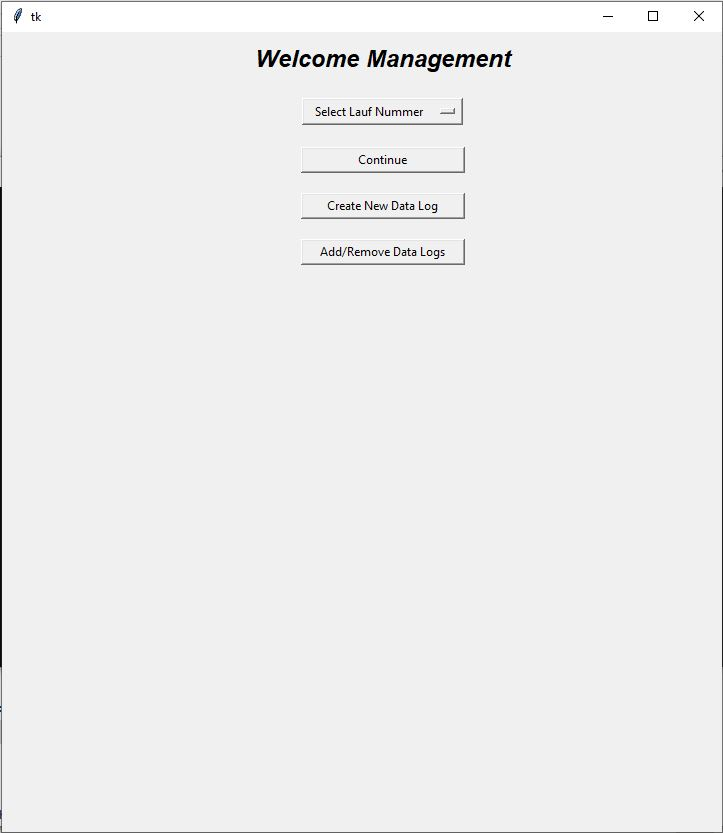 tk
Welcome Management
Select Lauf Nummer
Continue
Create New Data Log
Add/Remove Data Logs